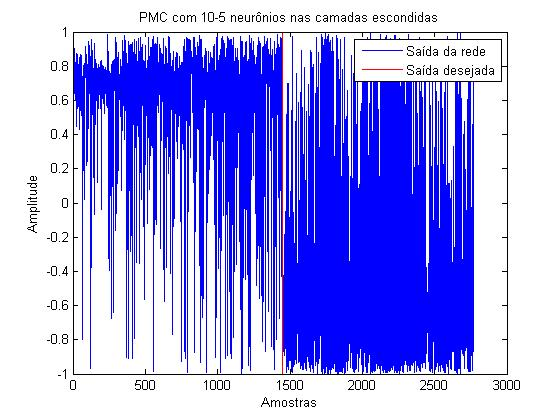 PMC com 10-5 neurônios nas camadas escondidas
1
0.8
0.6
0.4
0.2
0
-0.2
-0.4
-0.6
-0.8
-1
Amplitude
Saída da rede
Saída desejada
0 500 1000 1500 2000 2500 3000
Amostras